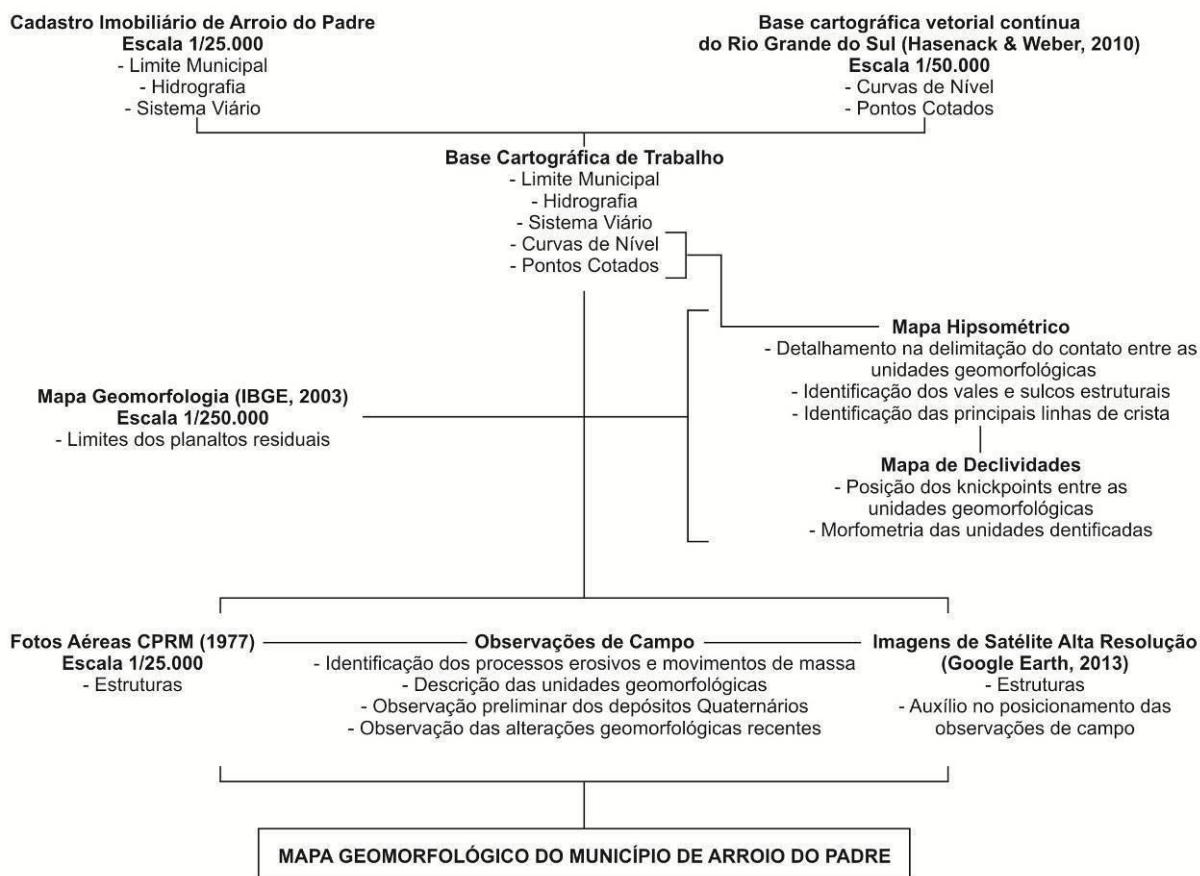 Cadastro Imobiliário de Arroio do Padre
Escala 1/25.000
- Limite Municipal
- Hidrografia
- Sistema Viário
Base cartográfica vetorial contínua
do Rio Grande do Sul (Hasenack & Weber, 2010)
Escala 1/50.000
- Curvas de Nível
- Pontos Cotados
Base Cartográfica de Trabalho
- Limite Municipal
- Hidrografia
- Sistema Viário
- Curvas de Nível
- Pontos Cotados
Mapa Hipsométrico
- Detalhamento na delimitação do contato entre as
unidades geomorfológicas
- Identificação dos vales e sulcos estruturais
- Identificação das principais linhas de crista
Mapa Geomorfologia (IBGE, 2003)
Escala 1/250.000
- Limites dos planaltos residuais
Mapa de Declividades
- Posição dos knickpoints entre as
unidades geomorfológicas
- Morfometria das unidades dentificadas
Fotos Aéreas CPRM (1977)
Escala 1/25.000
- Estruturas
Observações de Campo
- Identificação dos processos erosivos e movimentos de massa
- Descrição das unidades geomorfológicas
- Observação preliminar dos depósitos Quaternários
- Observação das alterações geomorfológicas recentes
Imagens de Satélite Alta Resolução
(Google Earth, 2013)
- Estruturas
- Auxílio no posicionamento das
observações de campo
MAPA GEOMORFOLÓGICO DO MUNICÍPIO DE ARROIO DO PADRE